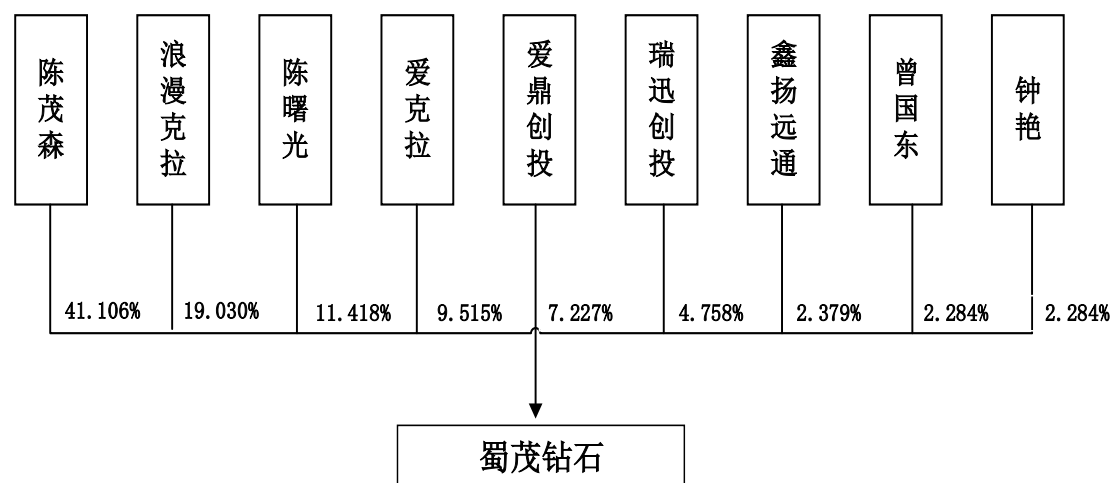 陈茂森
浪漫克拉
陈曙光
爱克拉
爱鼎创投
瑞迅创投
鑫扬远通
曾国东
钟艳
41.106%
19.030%
11.418%
9.515%
7.227%
4.758%
2.379%
2.284%
2.284%
蜀茂钻石